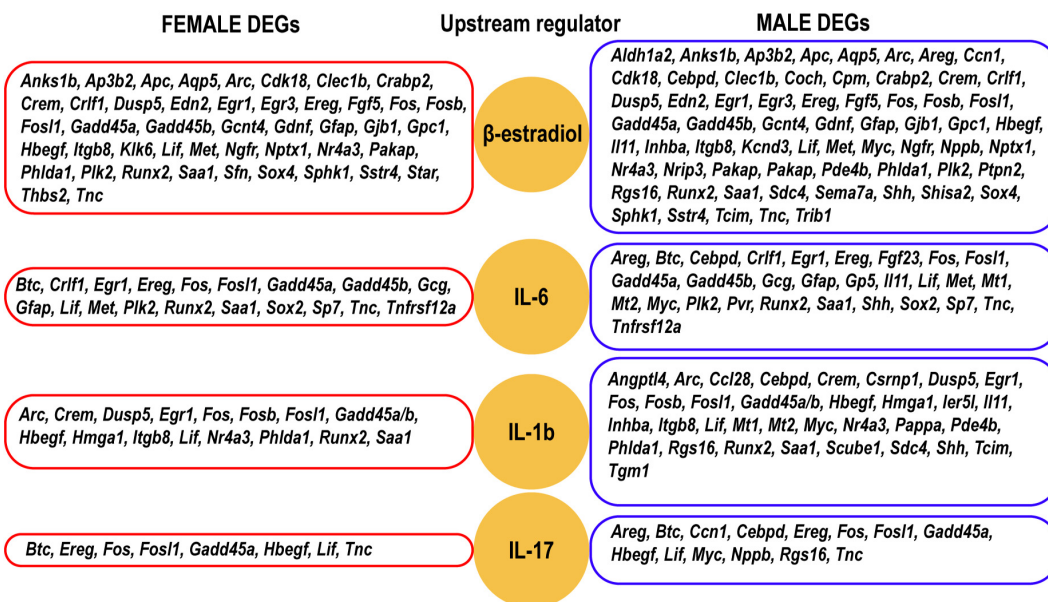 FEMALE DEGs
Upstream regulator
MALE DEGs
Anks1b, Ap3b2, Apc, Aqp5, Arc, Cdk18, Clec1b, Crabp2,
Crem, Crlf1, Dusp5, Edn2, Egr1, Egr3, Ereg, Fgf5, Fos, Fosb,
Fosl1, Gadd45a, Gadd45b, Gcnt4, Gdnf, Gfap, Gjb1, Gpc1,
Hbegf, Itgb8, Klk6, Lif, Met, Ngfr, Nptx1, Nr4a3, Pakap,
Phlda1, Plk2, Runx2, Saa1, Sfn, Sox4, Sphk1, Sstr4, Star,
Thbs2, Tnc
β-estradiol
Aldh1a2, Anks1b, Ap3b2, Apc, Aqp5, Arc, Areg, Ccn1,
Cdk18, Cebpd, Clec1b, Coch, Cpm, Crabp2, Crem, Crlf1,
Dusp5, Edn2, Egr1, Egr3, Ereg, Fgf5, Fos, Fosb, Fosl1,
Gadd45a, Gadd45b, Gcnt4, Gdnf, Gfap, Gjb1, Gpc1, Hbegf,
Il11, Inhba, Itgb8, Kcnd3, Lif, Met, Myc, Ngfr, Nppb, Nptx1,
Nr4a3, Nrip3, Pakap, Pakap, Pde4b, Phlda1, Plk2, Ptpn2,
Rgs16, Runx2, Saa1, Sdc4, Sema7a, Shh, Shisa2, Sox4,
Sphk1, Sstr4, Tcim, Tnc, Trib1
Btc, Crlf1, Egr1, Ereg, Fos, Fosl1, Gadd45a, Gadd45b, Gcg,
Gfap, Lif, Met, Plk2, Runx2, Saa1, Sox2, Sp7, Tnc, Tnfrsf12a
IL-6
Areg, Btc, Cebpd, Crlf1, Egr1, Ereg, Fgf23, Fos, Fosl1,
Gadd45a, Gadd45b, Gcg, Gfap, Gp5, Il11, Lif, Met, Mt1,
Mt2, Myc, Plk2, Pvr, Runx2, Saa1, Shh, Sox2, Sp7, Tnc,
Tnfrsf12a
Arc, Crem, Dusp5, Egr1, Fos, Fosb, Fosl1, Gadd45a/b,
Hbegf, Hmga1, Itgb8, Lif, Nr4a3, Phlda1, Runx2, Saa1
IL-1b
Angptl4, Arc, Ccl28, Cebpd, Crem, Csrnp1, Dusp5, Egr1,
Fos, Fosb, Fosl1, Gadd45a/b, Hbegf, Hmga1, Ier5l, Il11,
Inhba, Itgb8, Lif, Mt1, Mt2, Myc, Nr4a3, Pappa, Pde4b,
Phlda1, Rgs16, Runx2, Saa1, Scube1, Sdc4, Shh, Tcim,
Tgm1
Btc, Ereg, Fos, Fosl1, Gadd45a, Hbegf, Lif, Tnc
IL-17
Areg, Btc, Ccn1, Cebpd, Ereg, Fos, Fosl1, Gadd45a,
Hbegf, Lif, Myc, Nppb, Rgs16, Tnc